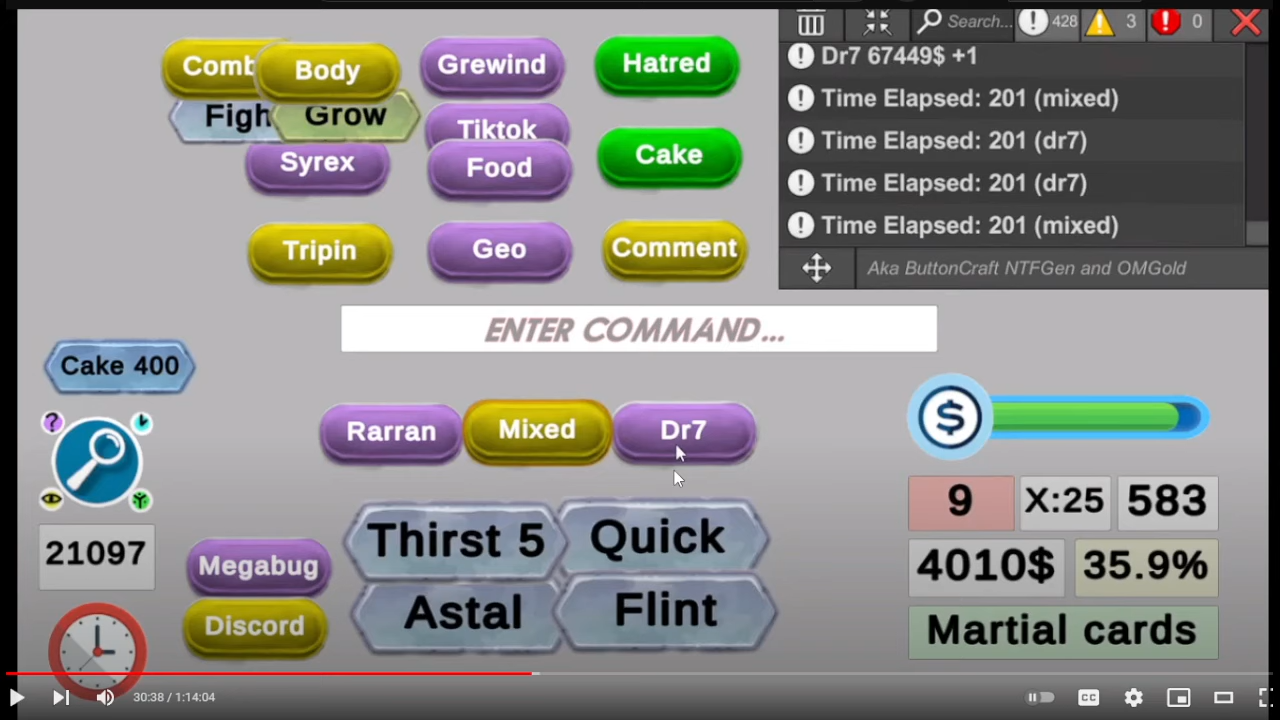 Comb
Body
Grewind
Hatred
Figh
Grow
Tiktok
Syrex
Food
Cake
Tripin
Geo
Comment
Search...
428
3
0
Dr7 67449$ +1
Time Elapsed: 201 (mixed)
Time Elapsed: 201 (dr7)
Time Elapsed: 201 (dr7)
Time Elapsed: 201 (mixed)
Aka ButtonCraft NTFGen and OMGold
ENTER COMMAND...
Cake 400
Rarran
Mixed
Dr7
$
?
9
X:25
583
21097
Megabug
Thirst 5
Quick
4010$
35.9%
Discord
Astal
Flint
Martial cards
30:38 / 1:14:04
CC